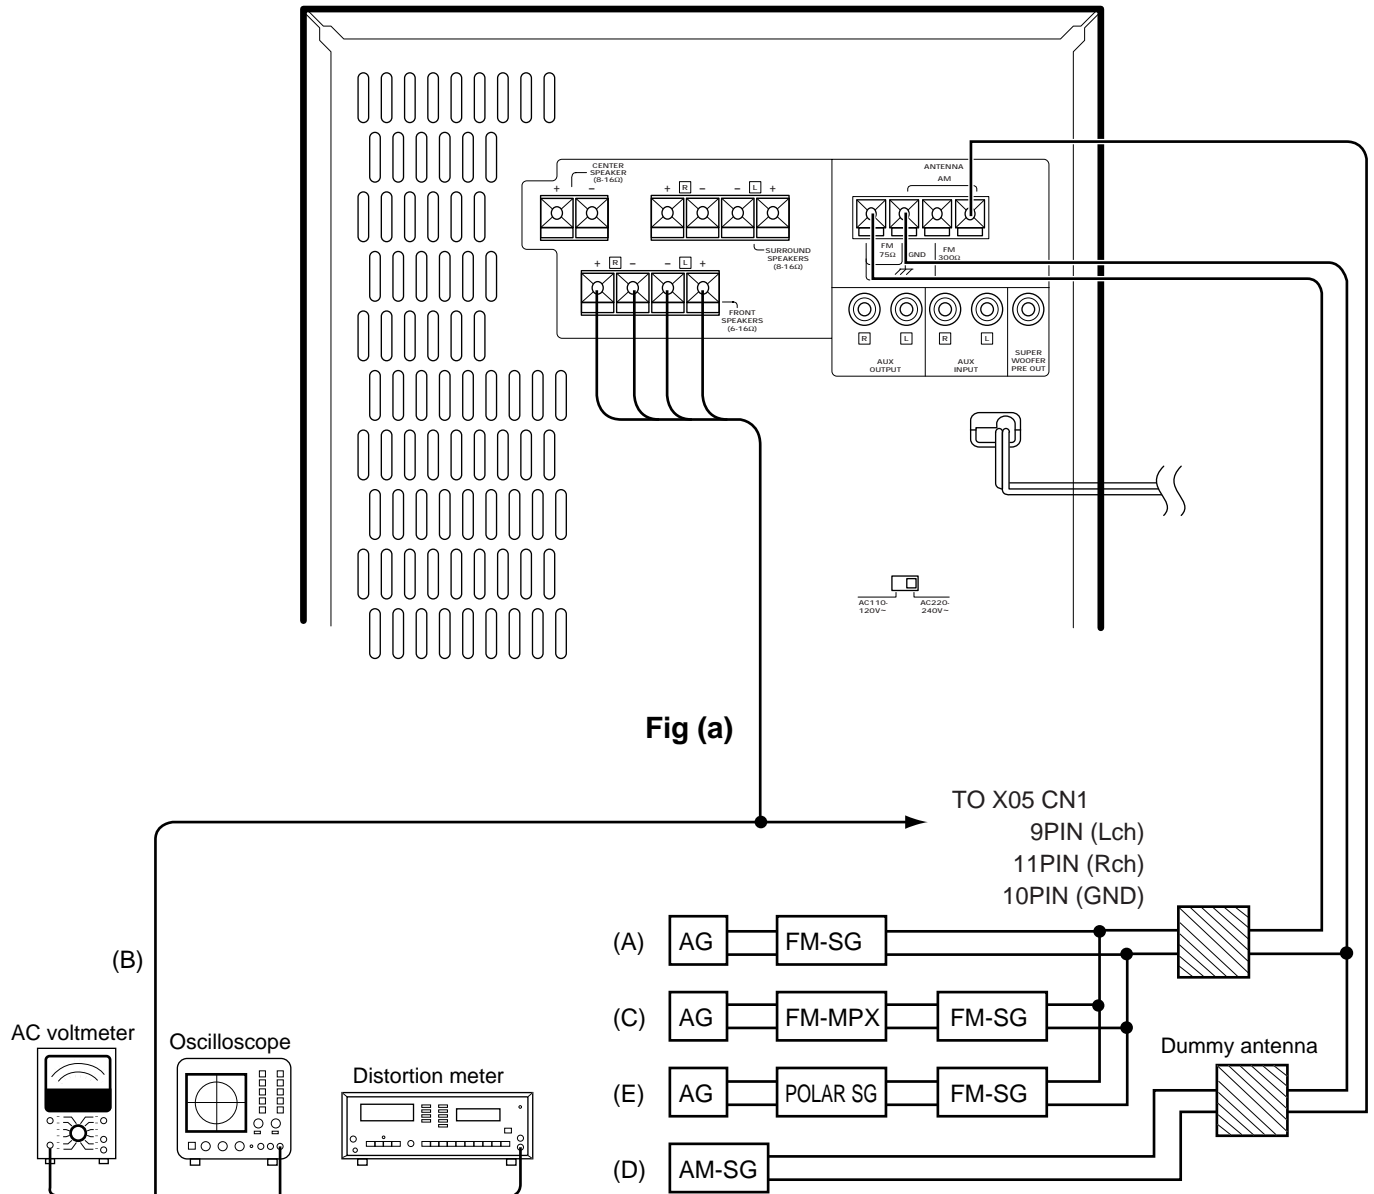 CENTER
SPEAKER
(8-16Ω)
+ −
+ R − − L +
SURROUND
SPEAKERS
(8-16Ω)
+ R − − L +
FRONT
SPEAKERS
(6-16Ω)
ANTENNA
AM
FM
75Ω
GND
FM
300Ω
R L R L
AUX
OUTPUT
AUX
INPUT
SUPER
WOOFER
PRE OUT
AC110-
120V~
AC220-
240V~
Fig (a)
TO X05 CN1
9PIN (Lch)
11PIN (Rch)
10PIN (GND)
(A) AG FM-SG
(B)
(C) AG FM-MPX FM-SG
AC voltmeter
Oscilloscope
Distortion meter
Dummy antenna
(E) AG POLAR SG FM-SG
(D) AM-SG